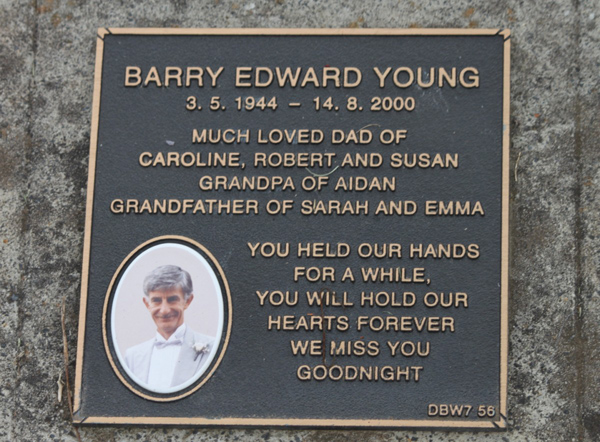 BARRY EDWARD YOUNG
3. 5. 1944 – 14. 8. 2000
MUCH LOVED DAD OF
CAROLINE, ROBERT AND SUSAN
GRANDPA OF AIDAN
GRANDFATHER OF SARAH AND EMMA
YOU HELD OUR HANDS
FOR A WHILE,
YOU WILL HOLD OUR
HEARTS FOREVER
WE MISS YOU
GOODNIGHT
DBW7 56